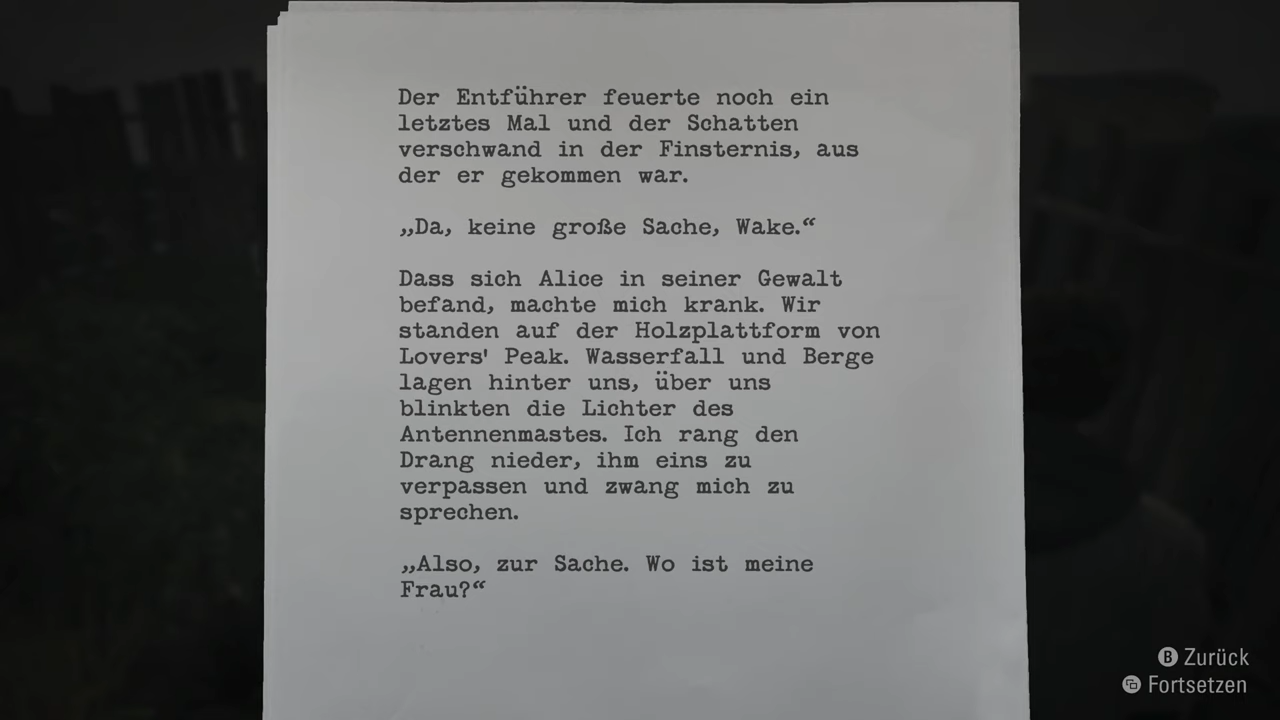 Der Entführer feuerte noch ein
letztes Mal und der Schatten
verschwand in der Finsternis, aus
der er gekommen war.
„Da, keine große Sache, Wake.“
Dass sich Alice in seiner Gewalt
befand, machte mich krank. Wir
standen auf der Holzplattform von
Lovers' Peak. Wasserfall und Berge
lagen hinter uns, über uns
blinkten die Lichter des
Antennenmastes. Ich rang den
Drang nieder, ihm eins zu
verpassen und zwang mich zu
sprechen.
„Also, zur Sache. Wo ist meine
Frau?“
B Zurück
Fortsetzen